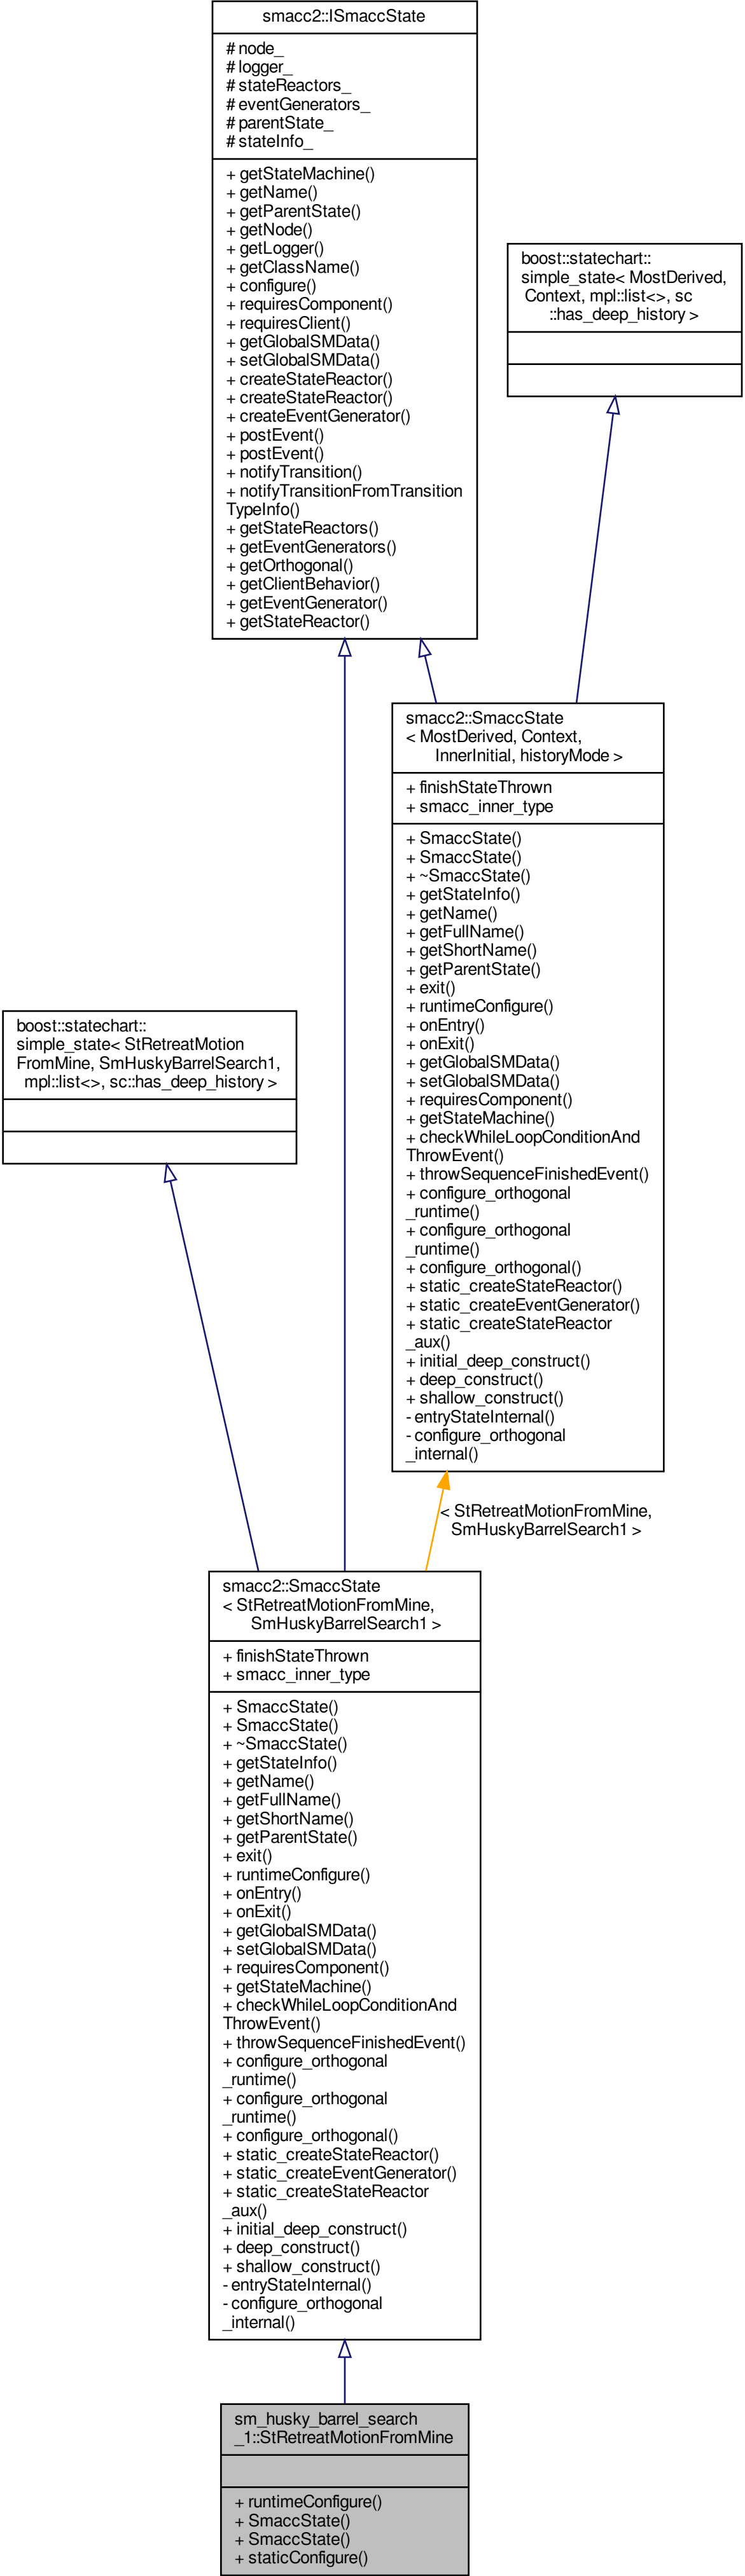 smacc2::ISmaccState
# node_
# logger_
# stateReactors_
# eventGenerators_
# parentState_
# stateInfo_
+ getStateMachine()
+ getName()
+ getParentState()
+ getNode()
+ getLogger()
+ getClassName()
+ configure()
+ requiresComponent()
+ requiresClient()
+ getGlobalSMData()
+ setGlobalSMData()
+ createStateReactor()
+ createStateReactor()
+ createEventGenerator()
+ postEvent()
+ postEvent()
+ notifyTransition()
+ notifyTransitionFromTransition
TypeInfo()
+ getStateReactors()
+ getEventGenerators()
+ getOrthogonal()
+ getClientBehavior()
+ getEventGenerator()
+ getStateReactor()
boost::statechart::
simple_state< MostDerived,
Context, mpl::list<>, sc
::has_deep_history >
smacc2::SmaccState
< MostDerived, Context,
InnerInitial, historyMode >
+ finishStateThrown
+ smacc_inner_type
+ SmaccState()
+ SmaccState()
+ ~SmaccState()
+ getStateInfo()
+ getName()
+ getFullName()
+ getShortName()
+ getParentState()
+ exit()
+ runtimeConfigure()
+ onEntry()
+ onExit()
+ getGlobalSMData()
+ setGlobalSMData()
+ requiresComponent()
+ getStateMachine()
+ checkWhileLoopConditionAnd
ThrowEvent()
+ throwSequenceFinishedEvent()
+ configure_orthogonal
_runtime()
+ configure_orthogonal
_runtime()
+ configure_orthogonal()
+ static_createStateReactor()
+ static_createEventGenerator()
+ static_createStateReactor
_aux()
+ initial_deep_construct()
+ deep_construct()
+ shallow_construct()
- entryStateInternal()
- configure_orthogonal
_internal()
boost::statechart::
simple_state< StRetreatMotion
FromMine, SmHuskyBarrelSearch1,
mpl::list<>, sc::has_deep_history >
< StRetreatMotionFromMine,
SmHuskyBarrelSearch1 >
smacc2::SmaccState
< StRetreatMotionFromMine,
SmHuskyBarrelSearch1 >
+ finishStateThrown
+ smacc_inner_type
+ SmaccState()
+ SmaccState()
+ ~SmaccState()
+ getStateInfo()
+ getName()
+ getFullName()
+ getShortName()
+ getParentState()
+ exit()
+ runtimeConfigure()
+ onEntry()
+ onExit()
+ getGlobalSMData()
+ setGlobalSMData()
+ requiresComponent()
+ getStateMachine()
+ checkWhileLoopConditionAnd
ThrowEvent()
+ throwSequenceFinishedEvent()
+ configure_orthogonal
_runtime()
+ configure_orthogonal
_runtime()
+ configure_orthogonal()
+ static_createStateReactor()
+ static_createEventGenerator()
+ static_createStateReactor
_aux()
+ initial_deep_construct()
+ deep_construct()
+ shallow_construct()
- entryStateInternal()
- configure_orthogonal
_internal()
sm_husky_barrel_search
_1::StRetreatMotionFromMine
+ runtimeConfigure()
+ SmaccState()
+ SmaccState()
+ staticConfigure()